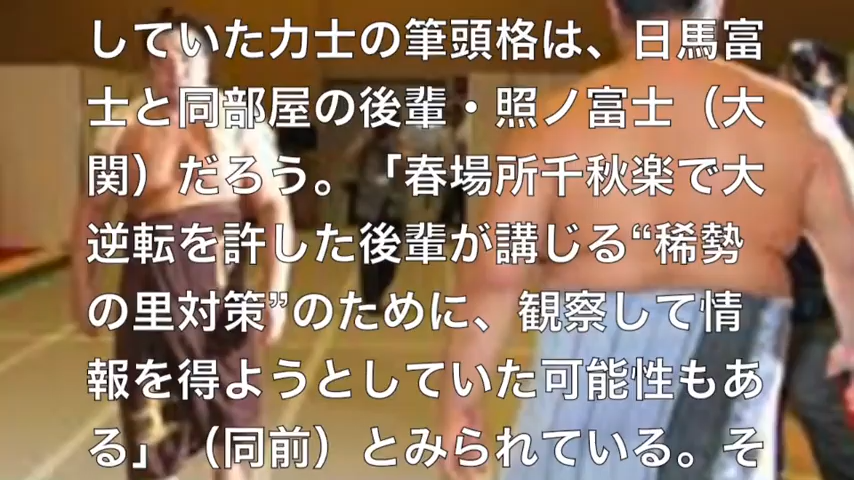 していた力士の筆頭格は、日馬富
士と同部屋の後輩・照ノ富士（大
関）だろう。「春場所千秋楽で大
逆転を許した後輩が講じる“稀勢
の里対策”のために、観察して情
報を得ようとしていた可能性もあ
る」（同前）とみられている。そ